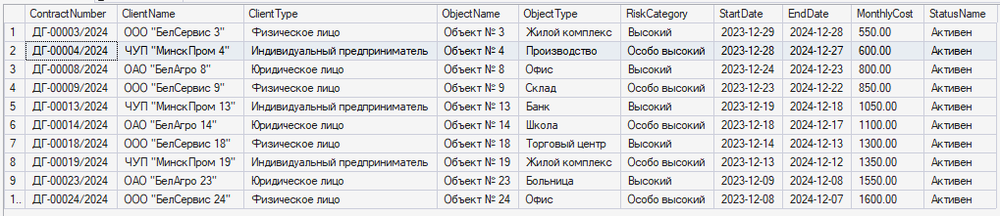 ContractNumber ClientName ClientType ObjectName ObjectType RiskCategory StartDate EndDate MonthlyCost StatusName
1 ДГ-00003/2024 ООО "БелСервис 3" Физическое лицо Объект № 3 Жилой комплекс Высокий 2023-12-29 2024-12-28 550.00 Активен
2 ДГ-00004/2024 ЧУП "МинскПром 4" Индивидуальный предприниматель Объект № 4 Производство Особо высокий 2023-12-28 2024-12-27 600.00 Активен
3 ДГ-00008/2024 ОАО "БелАгро 8" Юридическое лицо Объект № 8 Офис Высокий 2023-12-24 2024-12-23 800.00 Активен
4 ДГ-00009/2024 ООО "БелСервис 9" Физическое лицо Объект № 9 Склад Особо высокий 2023-12-23 2024-12-22 850.00 Активен
5 ДГ-00013/2024 ЧУП "МинскПром 13" Индивидуальный предприниматель Объект № 13 Банк Высокий 2023-12-19 2024-12-18 1050.00 Активен
6 ДГ-00014/2024 ОАО "БелАгро 14" Юридическое лицо Объект № 14 Школа Особо высокий 2023-12-18 2024-12-17 1100.00 Активен
7 ДГ-00018/2024 ООО "БелСервис 18" Физическое лицо Объект № 18 Торговый центр Высокий 2023-12-14 2024-12-13 1300.00 Активен
8 ДГ-00019/2024 ЧУП "МинскПром 19" Индивидуальный предприниматель Объект № 19 Жилой комплекс Особо высокий 2023-12-13 2024-12-12 1350.00 Активен
9 ДГ-00023/2024 ОАО "БелАгро 23" Юридическое лицо Объект № 23 Больница Высокий 2023-12-09 2024-12-08 1550.00 Активен
1.. ДГ-00024/2024 ООО "БелСервис 24" Физическое лицо Объект № 24 Офис Особо высокий 2023-12-08 2024-12-07 1600.00 Активен